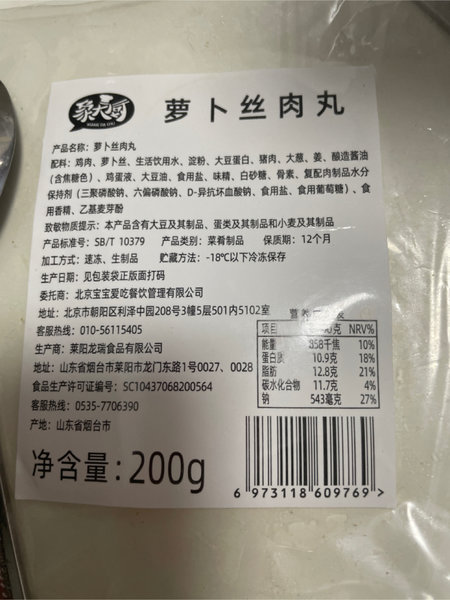 象大厨
XIANG DA CHU
萝卜丝肉丸
产品名称：萝卜丝肉丸
配料：鸡肉、萝卜丝、生活饮用水、淀粉、大豆蛋白、猪肉、大葱、姜、酿造酱油
（含焦糖色）、鸡蛋液、大豆油、食用盐、味精、白砂糖、骨素、复配肉制品水分
保持剂（三聚磷酸钠、六偏磷酸钠、D-异抗坏血酸钠、食用盐、食用葡萄糖）、食
用香精、乙基麦芽酚
致敏物质提示：本产品含有大豆及其制品、蛋类及其制品和小麦及其制品
产品标准号：SB/T 10379 产品类别：菜肴制品 保质期：12个月
加工方式：速冻、生制品 贮藏方法：-18℃以下冷冻保存
生产日期：见包装袋正版面打码
委托商：北京宝宝爱吃餐饮管理有限公司
地址：北京市朝阳区利泽中园208号3幢5层501内5102室
客服热线：010-56115405
生产商：莱阳龙瑞食品有限公司
地址：山东省烟台市莱阳市龙门东路1号0027、0028
食品生产许可证编号：SC10437068200564
客服热线：0535-7706390
产地：山东省烟台市
净含量：200g
营养
项目 克 NRV%
能量 858千焦 10%
蛋白质 10.9克 18%
脂肪 12.8克 21%
碳水化合物 11.7克 4%
钠 543毫克 27%
6 973118 609769 >